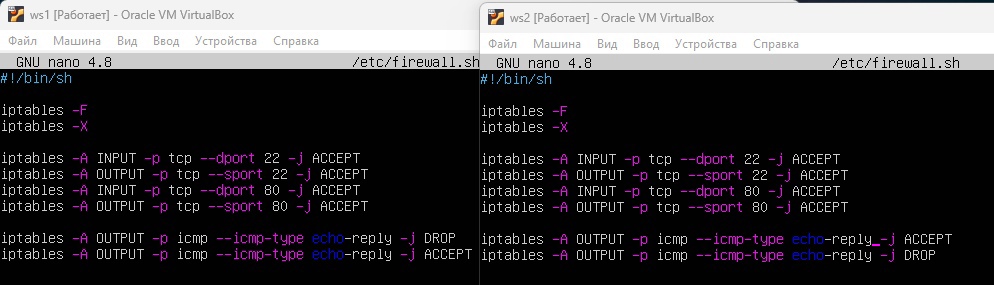 ws1 [Работает] - Oracle VM VirtualBox
Файл Машина Вид Ввод Устройства Справка
GNU nano 4.8 /etc/firewall.sh
#!/bin/sh
iptables -F
iptables -X
iptables -A INPUT -p tcp --dport 22 -j ACCEPT
iptables -A OUTPUT -p tcp --sport 22 -j ACCEPT
iptables -A INPUT -p tcp --dport 80 -j ACCEPT
iptables -A OUTPUT -p tcp --sport 80 -j ACCEPT
iptables -A OUTPUT -p icmp --icmp-type echo-reply -j DROP
iptables -A OUTPUT -p icmp --icmp-type echo-reply -j ACCEPT
ws2 [Работает] - Oracle VM VirtualBox
Файл Машина Вид Ввод Устройства Справка
GNU nano 4.8 /etc/firewall.sh
#!/bin/sh
iptables -F
iptables -X
iptables -A INPUT -p tcp --dport 22 -j ACCEPT
iptables -A OUTPUT -p tcp --sport 22 -j ACCEPT
iptables -A INPUT -p tcp --dport 80 -j ACCEPT
iptables -A OUTPUT -p tcp --sport 80 -j ACCEPT
iptables -A OUTPUT -p icmp --icmp-type echo-reply -j ACCEPT
iptables -A OUTPUT -p icmp --icmp-type echo-reply -j DROP